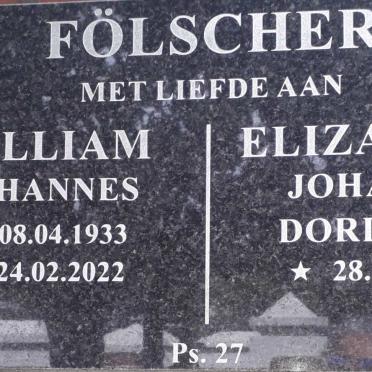 FÖLSCHER
MET LIEFDE AAN
LLIAM
HANNES
08.04.1933
24.02.2022
ELIZA
JOHA
DORI
★ 28.
Ps. 27